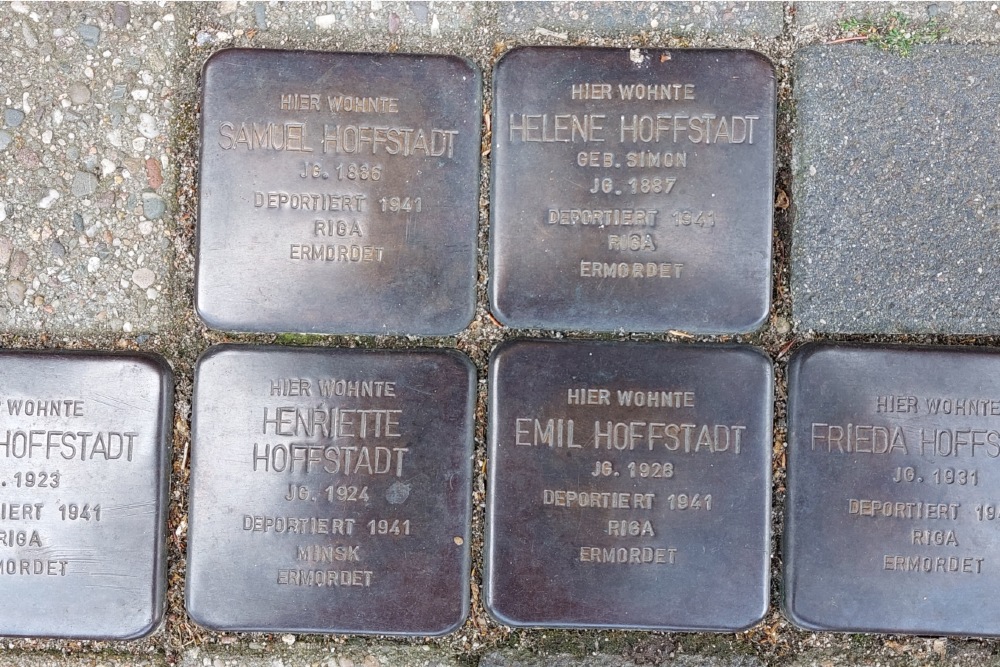 HIER WOHNTE
SAMUEL HOFFSTADT
JG. 1886
DEPORTIERT 1941
RIGA
ERMORDET
HIER WOHNTE
HELENE HOFFSTADT
GEB. SIMON
JG. 1887
DEPORTIERT 1941
RIGA
ERMORDET
WOHNTE
HOFFSTADT
1923
1941
RIGA
HIER WOHNTE
HENRIETTE
HOFFSTADT
JG. 1924
DEPORTIERT 1941
MINSK
ERMORDET
HIER WOHNTE
EMIL HOFFSTADT
JG. 1928
DEPORTIERT 1941
RIGA
ERMORDET
HIER WOHNTE
FRIEDA
JG. 1931
DEPORTIERT
RIGA
ERMORDET